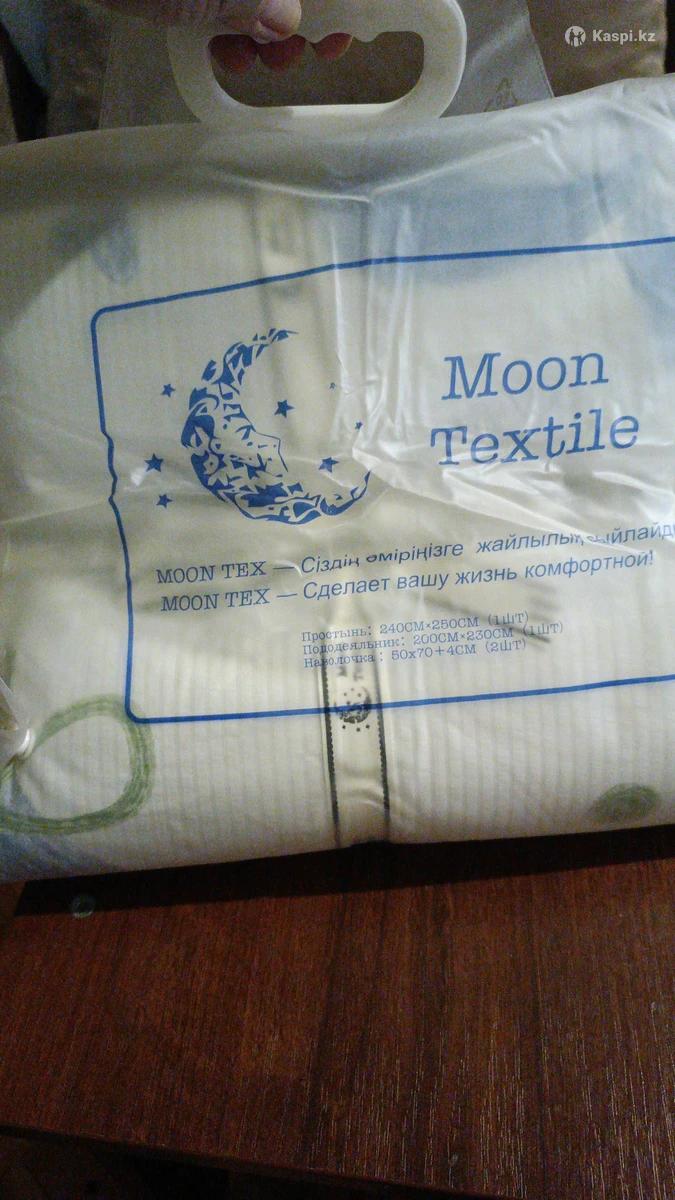 Kaspi.kz
Moon
Textile
MOON TEX — Сіздің өміріңізге жайлылық сыйлайды
MOON TEX — Сделает вашу жизнь комфортной!
Простынь: 240СМ×250СМ (1ШТ)
Пододеяльник: 200СМ×230СМ (1ШТ)
Наволочка : 50х70+4СМ (2ШТ)